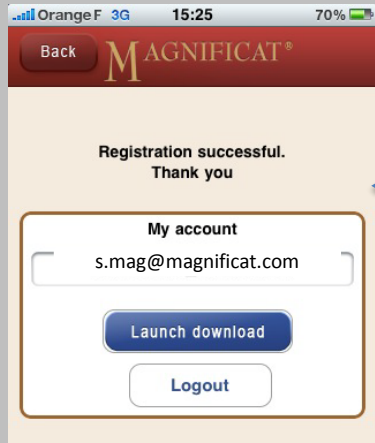 Orange F 3G 15:25 70%
Back MAGNIFICAT®
Registration successful.
Thank you
My account
s.mag@magnificat.com
Launch download
Logout